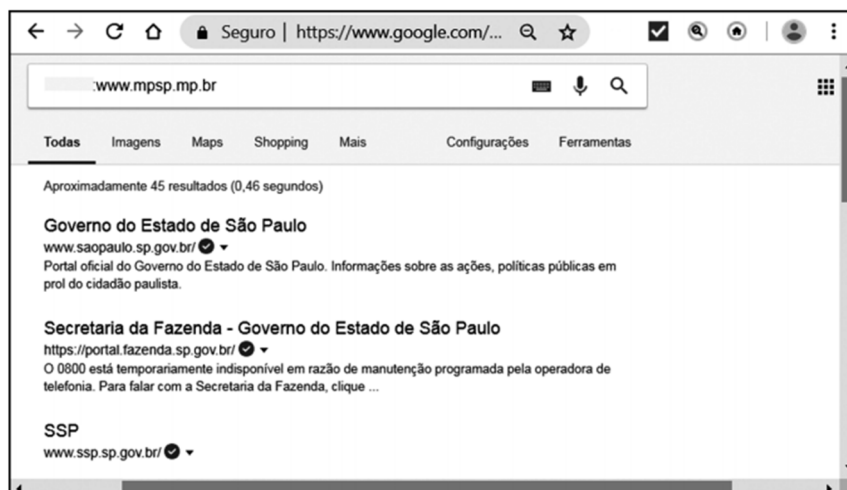 Seguro | https://www.google.com/...
:www.mpsp.mp.br
Todas Imagens Maps Shopping Mais Configurações Ferramentas
Aproximadamente 45 resultados (0,46 segundos)
Governo do Estado de São Paulo
www.saopaulo.sp.gov.br/
Portal oficial do Governo do Estado de São Paulo. Informações sobre as ações, políticas públicas em
prol do cidadão paulista.
Secretaria da Fazenda - Governo do Estado de São Paulo
https://portal.fazenda.sp.gov.br/
O 0800 está temporariamente indisponível em razão de manutenção programada pela operadora de
telefonia. Para falar com a Secretaria da Fazenda, clique ...
SSP
www.ssp.sp.gov.br/